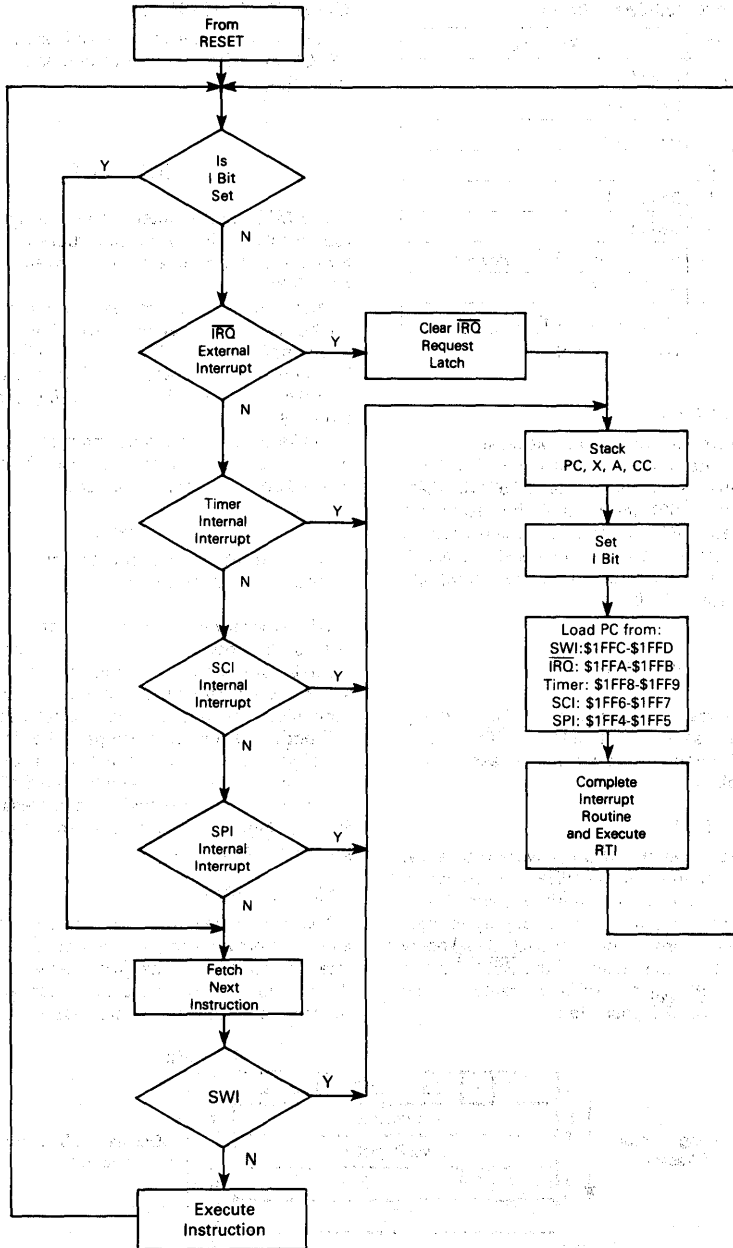 From
RESET
Is
I Bit
Set
Y
N
IRQ
External
Interrupt
Y
N
Clear IRQ
Request
Latch
Stack
PC, X, A, CC
Timer
Internal
Interrupt
Y
N
Set
I Bit
Load PC from:
SWI:$1FFC-$1FFD
IRQ: $1FFA-$1FFB
Timer: $1FF8-$1FF9
SCI: $1FF6-$1FF7
SPI: $1FF4-$1FF5
SCI
Internal
Interrupt
Y
N
Complete
Interrupt
Routine
and Execute
RTI
SPI
Internal
Interrupt
Y
N
Fetch
Next
Instruction
SWI
Y
N
Execute
Instruction